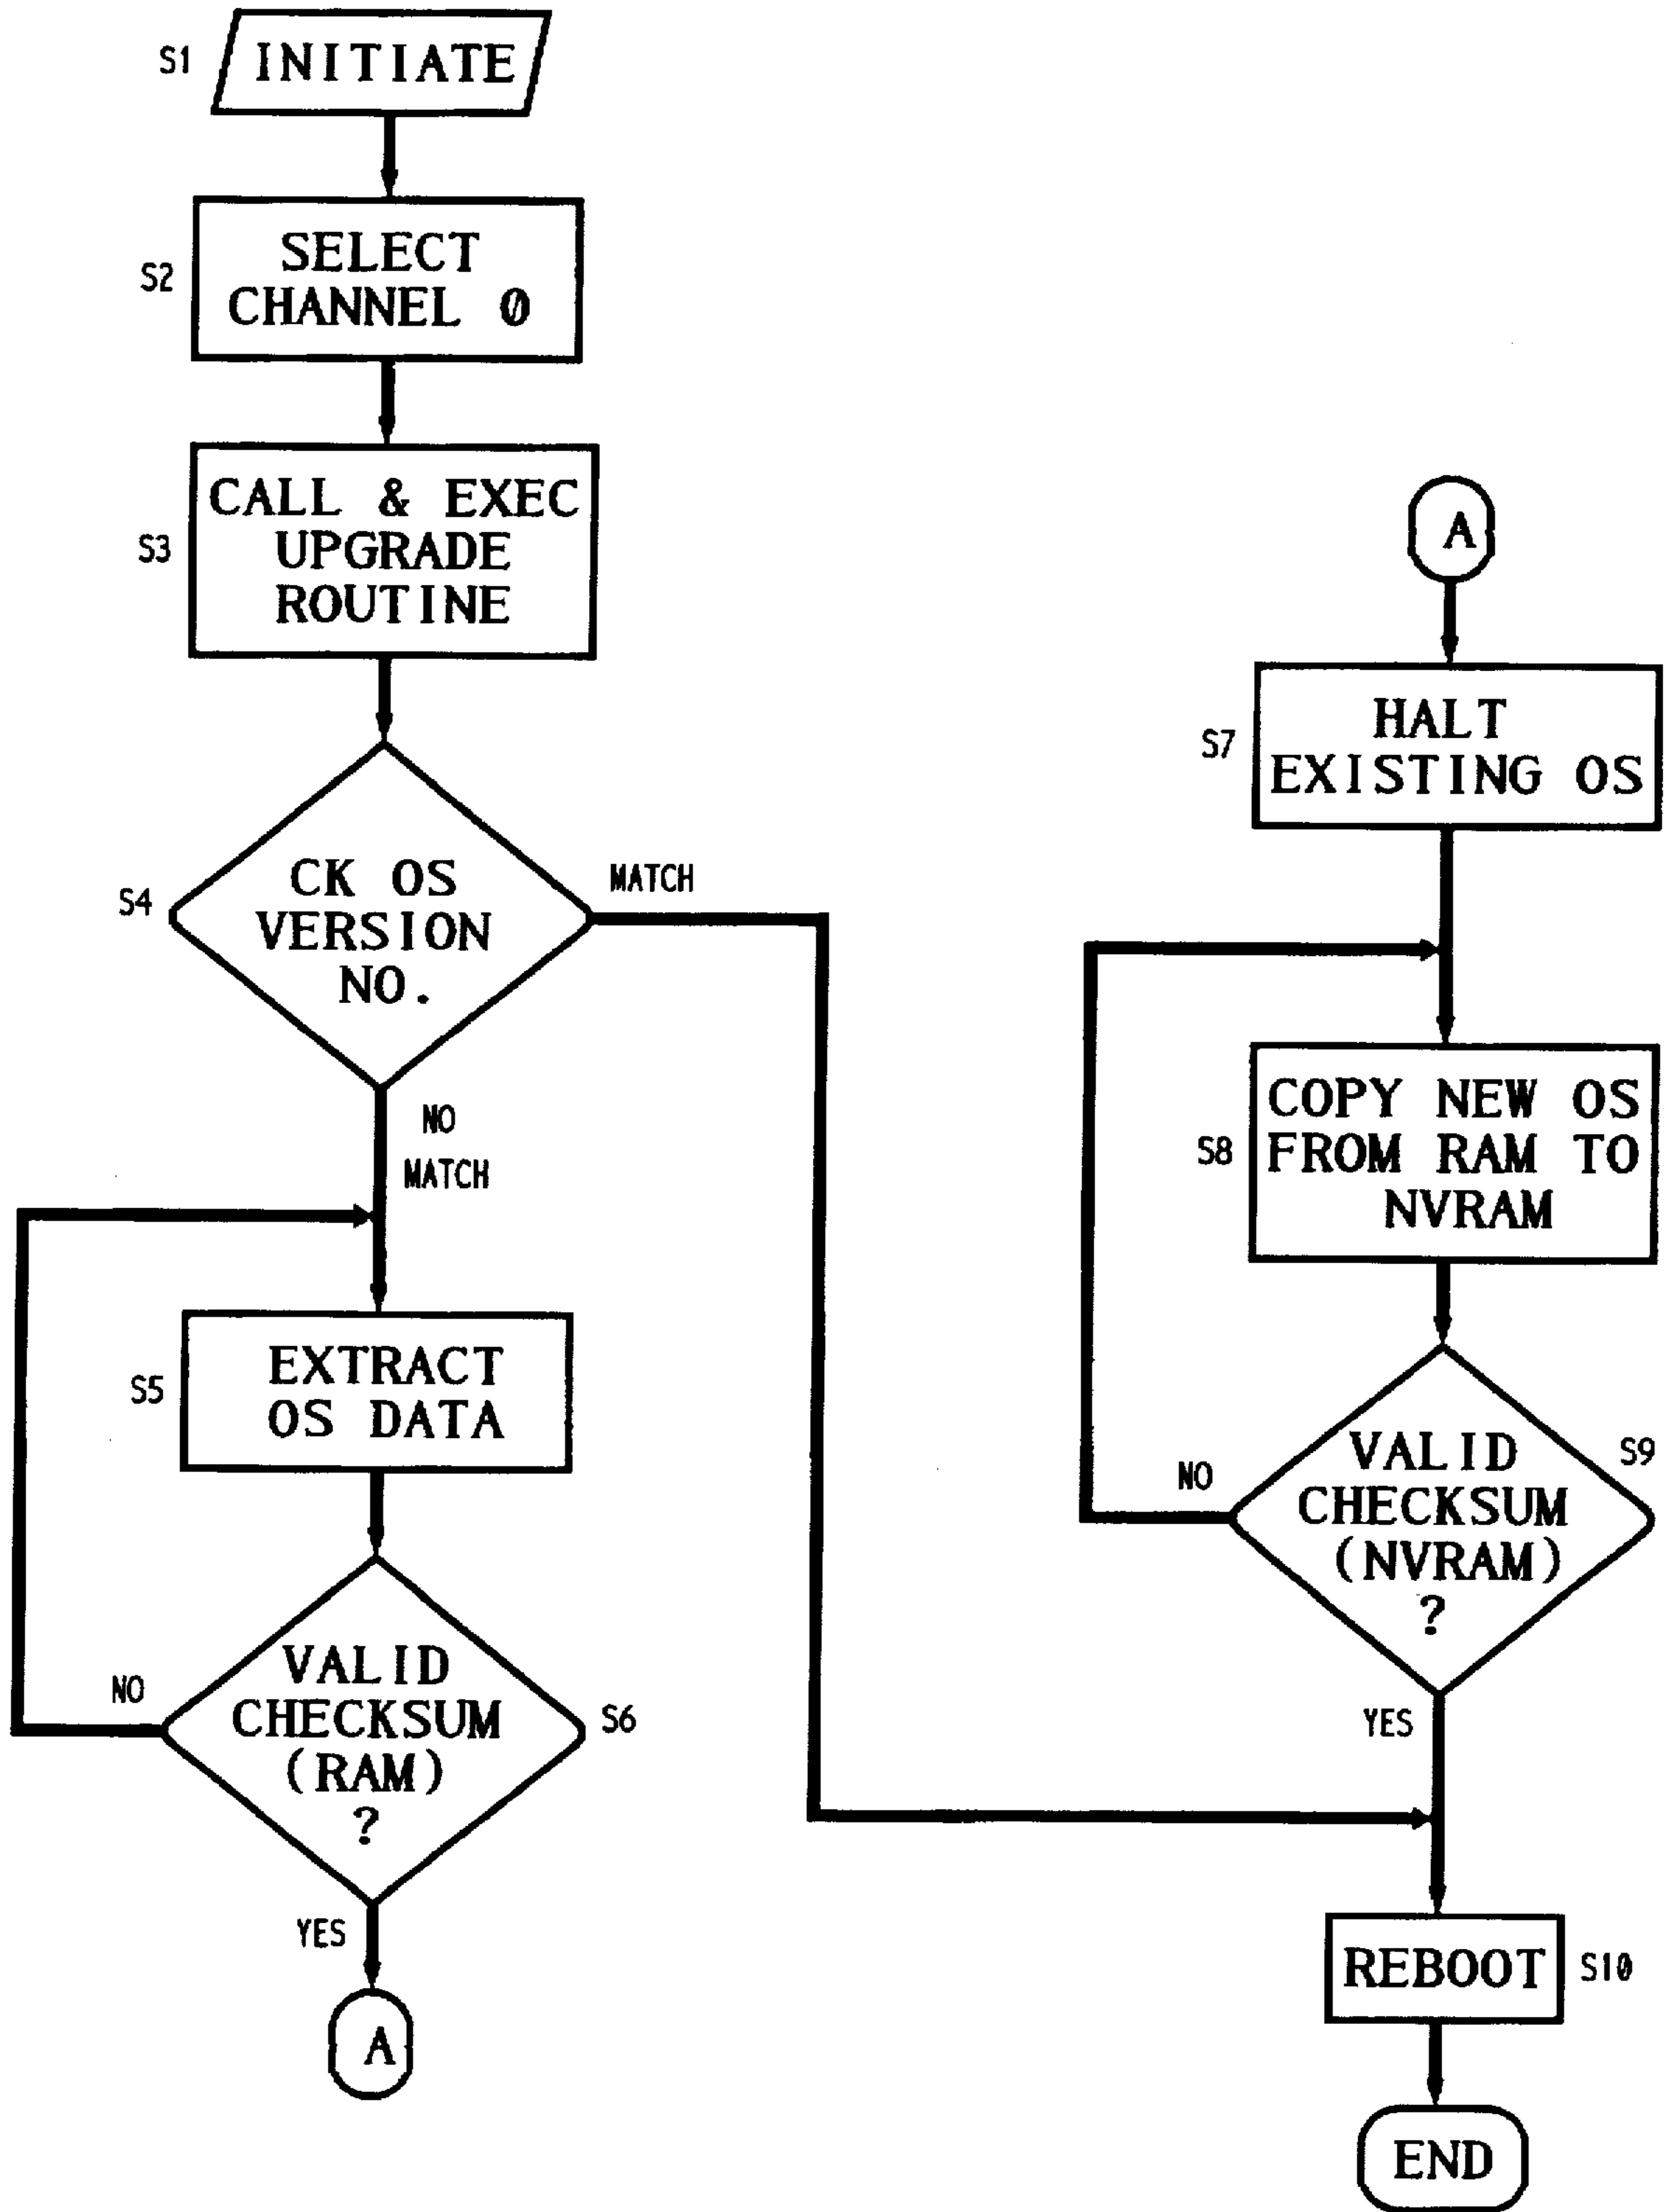 S1
INITIATE
S2
SELECT
CHANNEL 0
S3
CALL & EXEC
UPGRADE
ROUTINE
S4
CK OS
VERSION
NO.
MATCH
NO
MATCH
S5
EXTRACT
OS DATA
NO
VALID
CHECKSUM
(RAM)
?
S6
YES
A
A
S7
HALT
EXISTING OS
S8
COPY NEW OS
FROM RAM TO
NVRAM
NO
VALID
CHECKSUM
(NVRAM)
?
S9
YES
REBOOT
S10
END